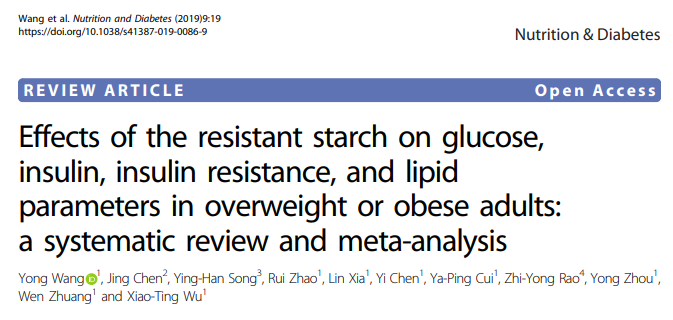 Wang et al. Nutrition and Diabetes (2019)9:19
https://doi.org/10.1038/s41387-019-0086-9
Nutrition & Diabetes
REVIEW ARTICLE
Open Access
Effects of the resistant starch on glucose,
insulin, insulin resistance, and lipid
parameters in overweight or obese adults:
a systematic review and meta-analysis
Yong Wang iD 1, Jing Chen2, Ying-Han Song3, Rui Zhao1, Lin Xia1, Yi Chen1, Ya-Ping Cui1, Zhi-Yong Rao4, Yong Zhou1,
Wen Zhuang1 and Xiao-Ting Wu1